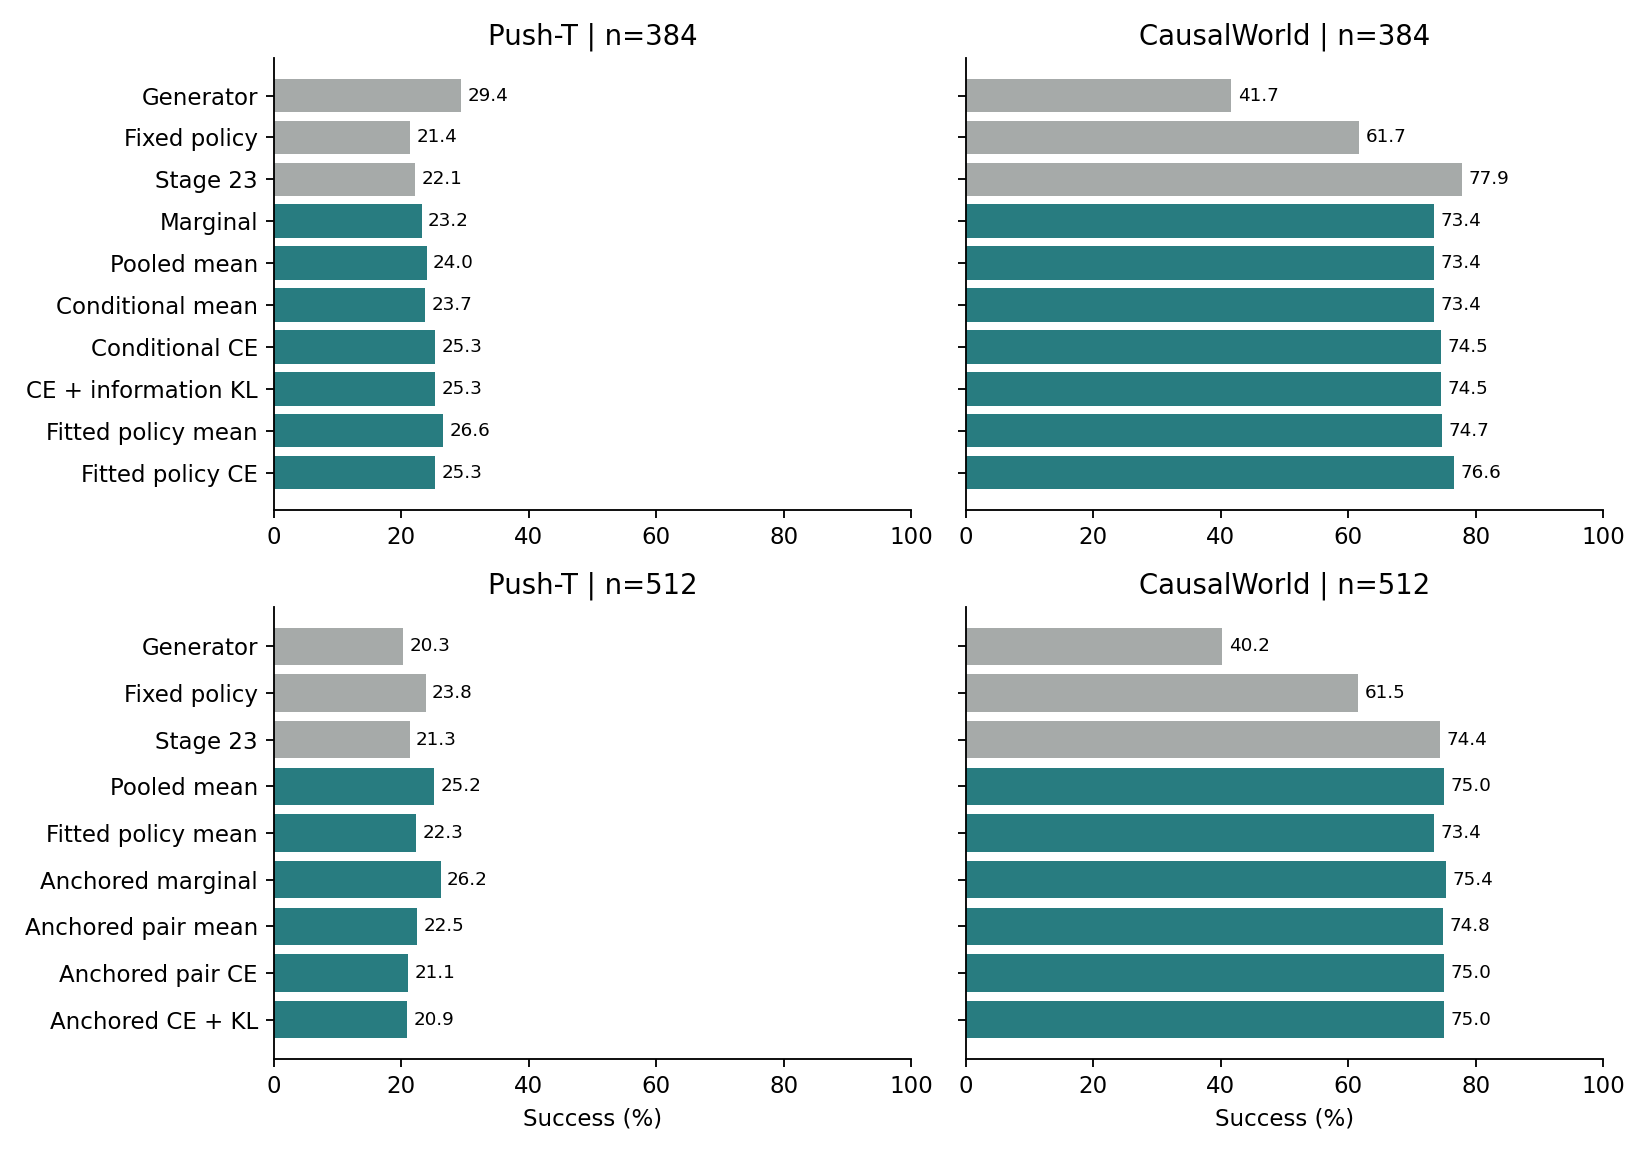 Push-T | n=384
Generator 29.4
Fixed policy 21.4
Stage 23 22.1
Marginal 23.2
Pooled mean 24.0
Conditional mean 23.7
Conditional CE 25.3
CE + information KL 25.3
Fitted policy mean 26.6
Fitted policy CE 25.3
0 20 40 60 80 100
CausalWorld | n=384
41.7
61.7
77.9
73.4
73.4
73.4
74.5
74.5
74.7
76.6
0 20 40 60 80 100
Push-T | n=512
Generator 20.3
Fixed policy 23.8
Stage 23 21.3
Pooled mean 25.2
Fitted policy mean 22.3
Anchored marginal 26.2
Anchored pair mean 22.5
Anchored pair CE 21.1
Anchored CE + KL 20.9
0 20 40 60 80 100
Success (%)
CausalWorld | n=512
40.2
61.5
74.4
75.0
73.4
75.4
74.8
75.0
75.0
0 20 40 60 80 100
Success (%)